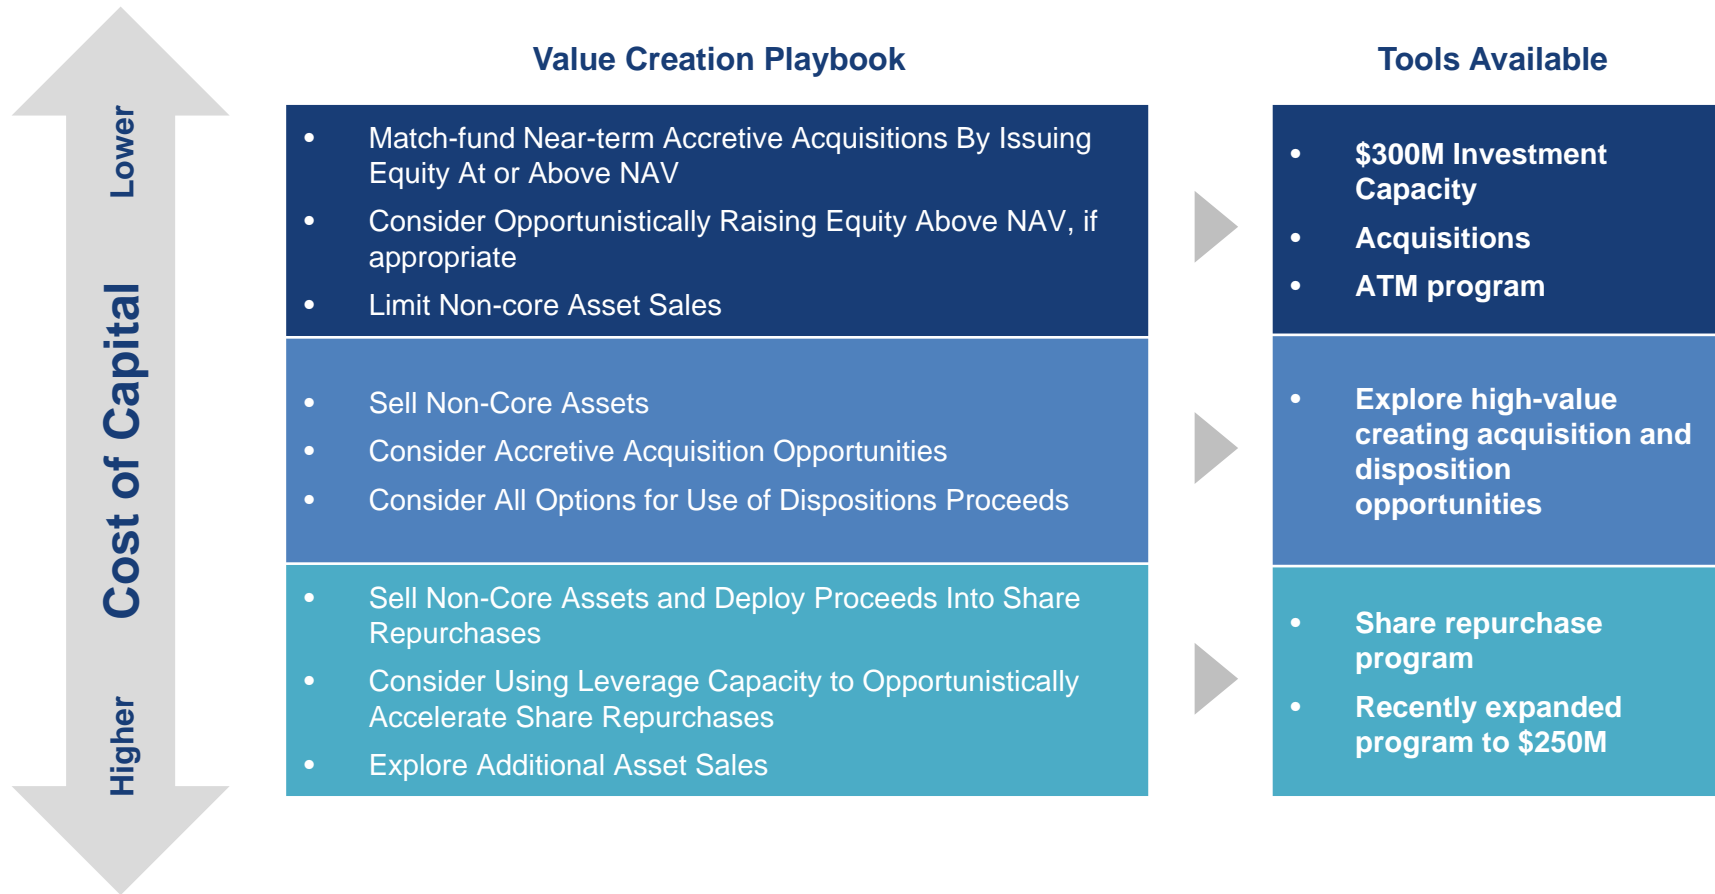 Value Creation Playbook
Tools Available
Lower
Cost of Capital
Higher
• Match-fund Near-term Accretive Acquisitions By Issuing
Equity At or Above NAV
• Consider Opportunistically Raising Equity Above NAV, if
appropriate
• Limit Non-core Asset Sales
• $300M Investment
Capacity
• Acquisitions
• ATM program
• Sell Non-Core Assets
• Consider Accretive Acquisition Opportunities
• Consider All Options for Use of Dispositions Proceeds
• Explore high-value
creating acquisition and
disposition
opportunities
• Sell Non-Core Assets and Deploy Proceeds Into Share
Repurchases
• Consider Using Leverage Capacity to Opportunistically
Accelerate Share Repurchases
• Explore Additional Asset Sales
• Share repurchase
program
• Recently expanded
program to $250M